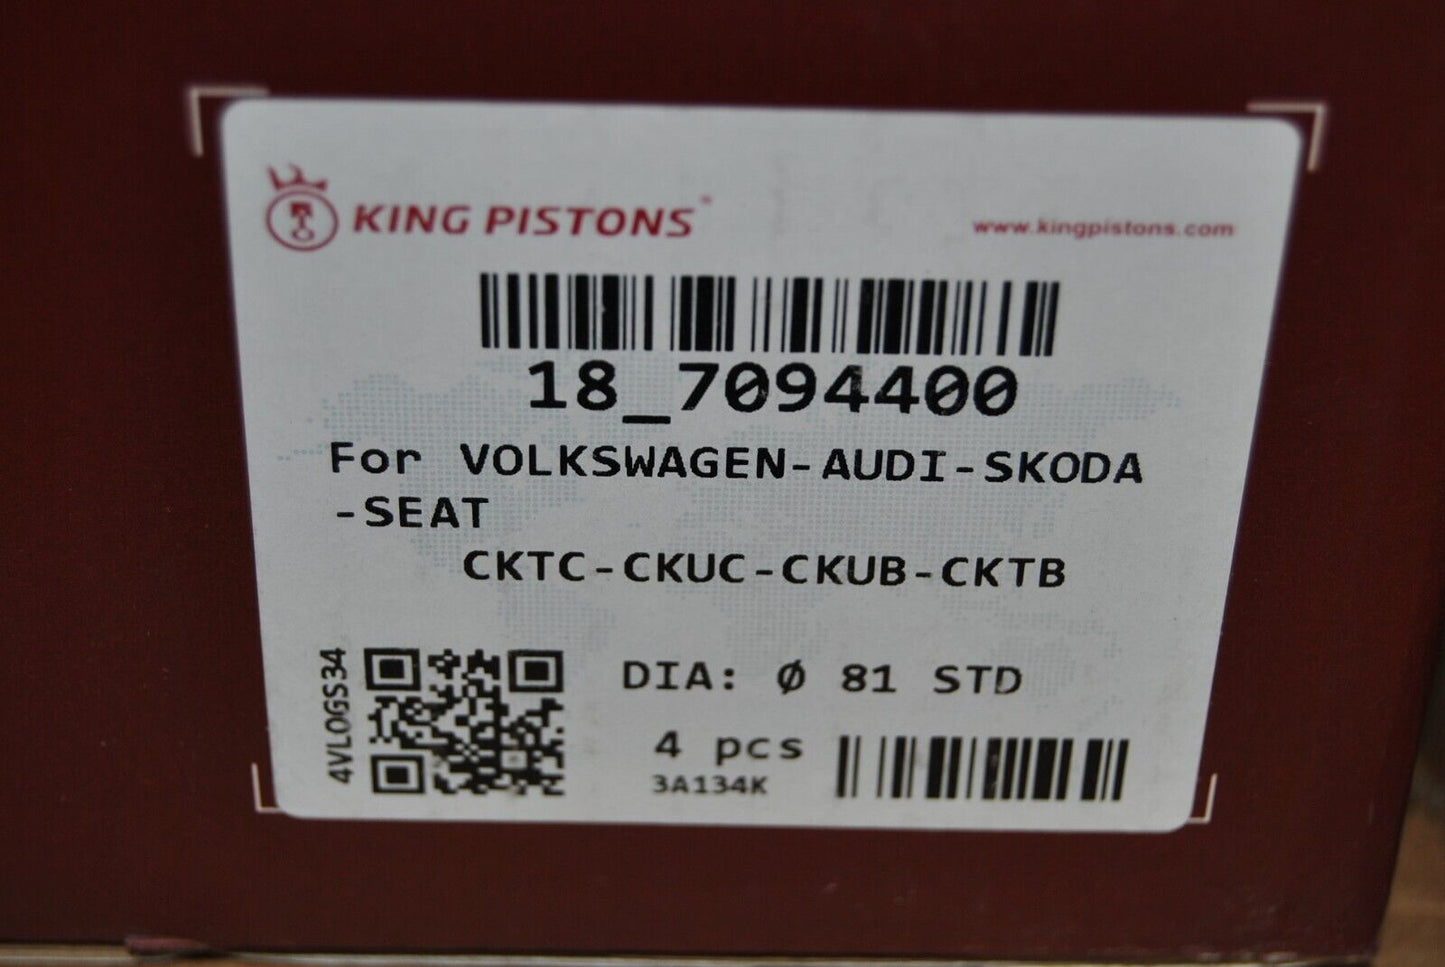 KING PISTONS
www.kingpistons.com
18_7094400
For VOLKSWAGEN-AUDI-SKODA
-SEAT
CKTC-CKUC-CKUB-CKTB
4VLOGS34
DIA: Ø 81 STD
4 pcs
3A134K